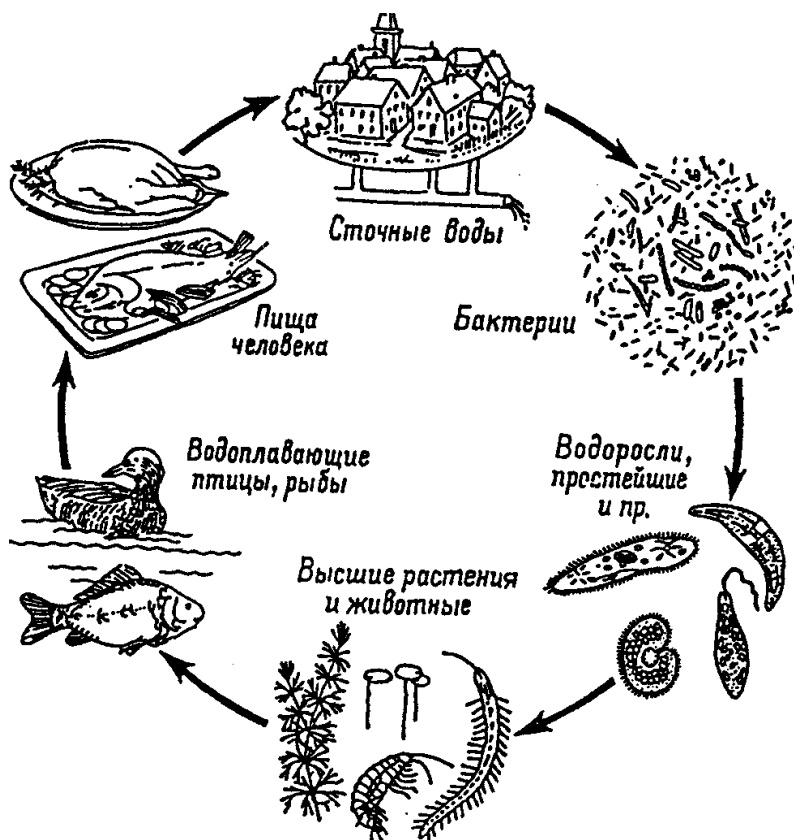 Сточные воды
Бактерии
Водоросли,
простейшие
и пр.
Высшие растения
и животные
Водоплавающие
птицы, рыбы
Пища
человека